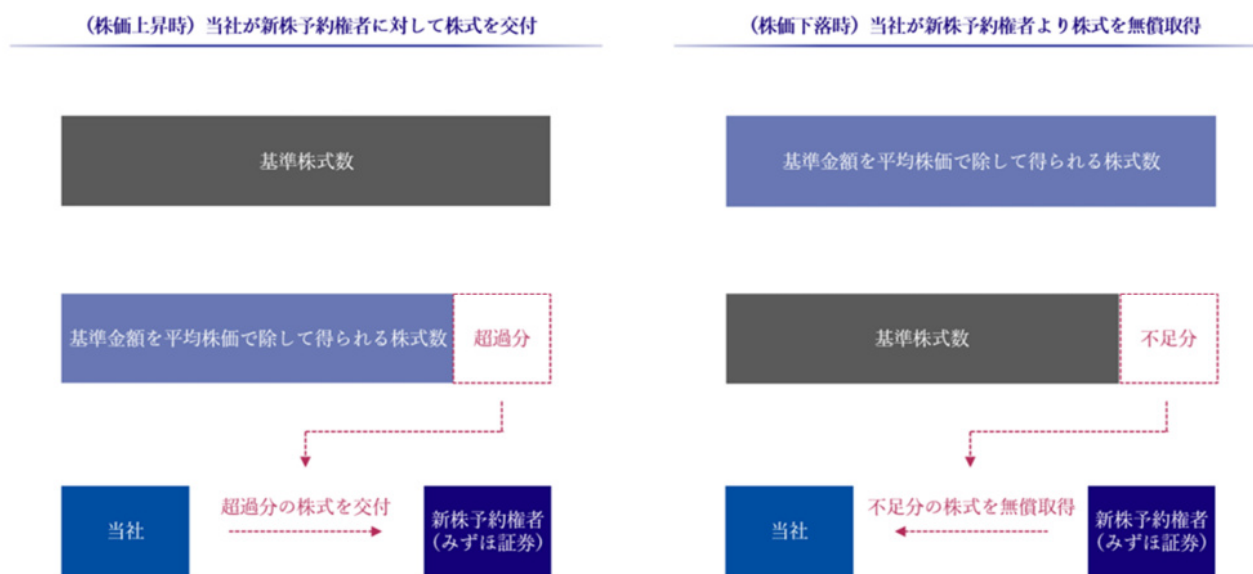 （株価上昇時）当社が新株予約権者に対して株式を交付
基準株式数
基準金額を平均株価で除して得られる株式数
超過分
超過分の株式を交付
当社
新株予約権者
(みずほ証券)
（株価下落時）当社が新株予約権者より株式を無償取得
基準金額を平均株価で除して得られる株式数
基準株式数
不足分
不足分の株式を無償取得
当社
新株予約権者
(みずほ証券)